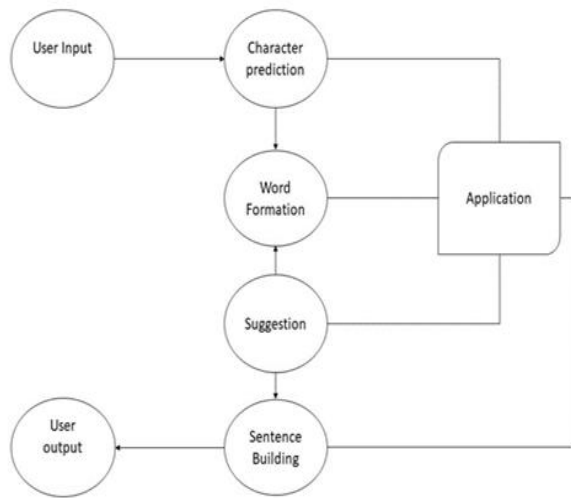 User Input
Character
prediction
Word
Formation
Application
Suggestion
User
output
Sentence
Building